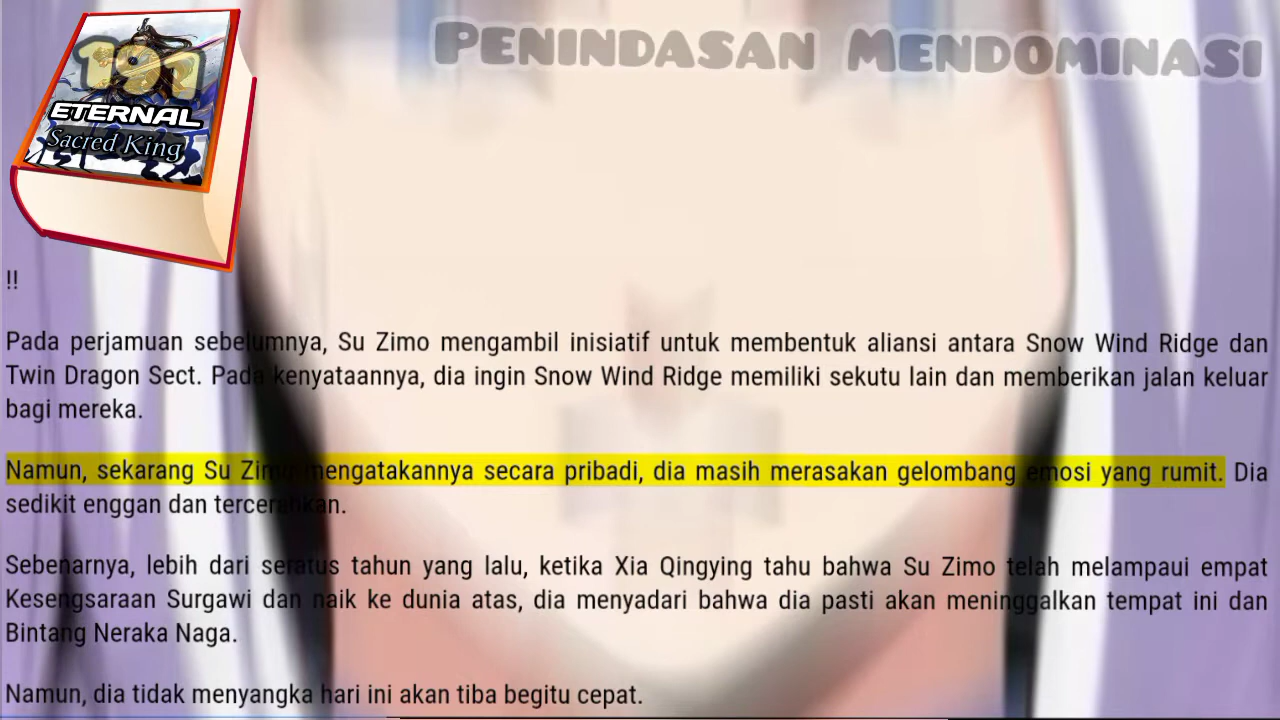 PENINDASAN MENDOMINASI
191
ETERNAL
Sacred King
!!
Pada perjamuan sebelumnya, Su Zimo mengambil inisiatif untuk membentuk aliansi antara Snow Wind Ridge dan
Twin Dragon Sect. Pada kenyataannya, dia ingin Snow Wind Ridge memiliki sekutu lain dan memberikan jalan keluar
bagi mereka.
Namun, sekarang Su Zimo mengatakannya secara pribadi, dia masih merasakan gelombang emosi yang rumit. Dia
sedikit enggan dan tercerahkan.
Sebenarnya, lebih dari seratus tahun yang lalu, ketika Xia Qingying tahu bahwa Su Zimo telah melampaui empat
Kesengsaraan Surgawi dan naik ke dunia atas, dia menyadari bahwa dia pasti akan meninggalkan tempat ini dan
Bintang Neraka Naga.
Namun, dia tidak menyangka hari ini akan tiba begitu cepat.